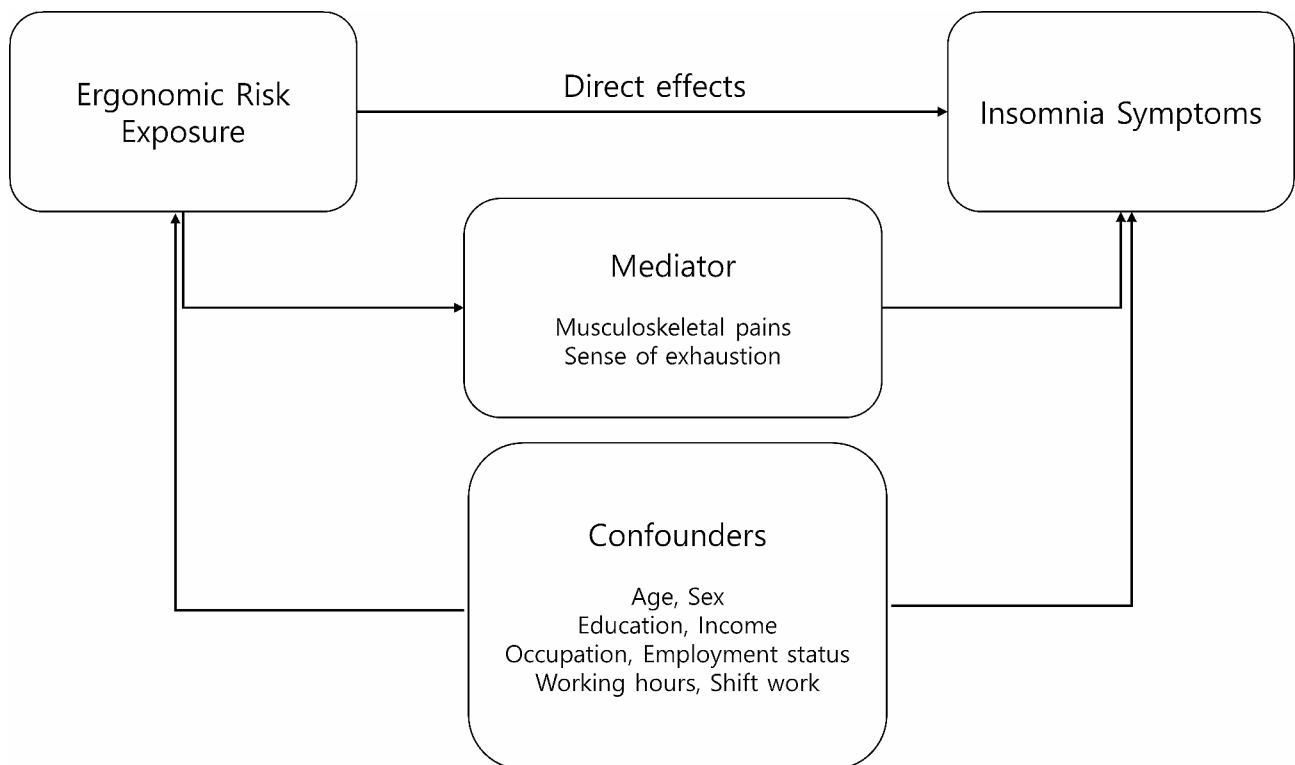 Ergonomic Risk
Exposure
Direct effects
Insomnia Symptoms
Mediator
Musculoskeletal pains
Sense of exhaustion
Confounders
Age, Sex
Education, Income
Occupation, Employment status
Working hours, Shift work